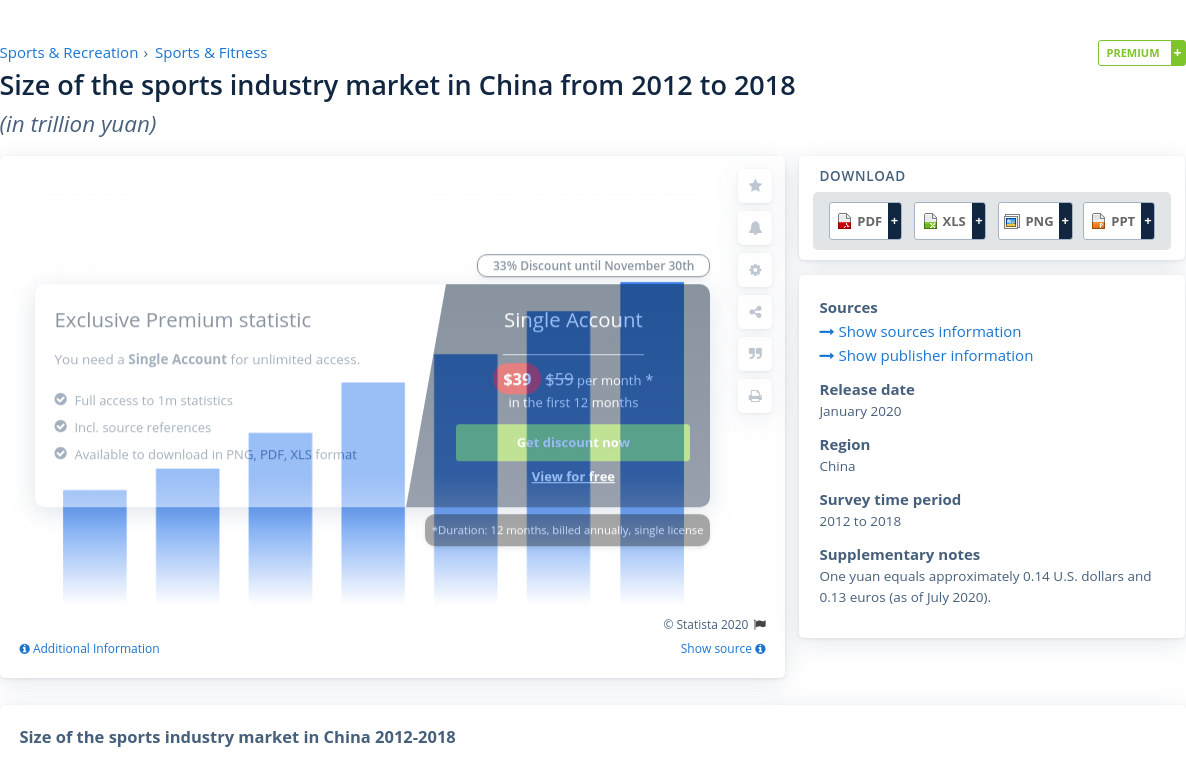 Sports & Recreation › Sports & Fitness
PREMIUM +
Size of the sports industry market in China from 2012 to 2018
(in trillion yuan)
33% Discount until November 30th
Exclusive Premium statistic
You need a Single Account for unlimited access.
Full access to 1m statistics
Incl. source references
Available to download in PNG, PDF, XLS format
Single Account
$39 $59 per month *
in the first 12 months
Get discount now
View for free
*Duration: 12 months, billed annually, single license
© Statista 2020
Additional Information
Show source
DOWNLOAD
PDF + XLS + PNG + PPT +
Sources
Show sources information
Show publisher information
Release date
January 2020
Region
China
Survey time period
2012 to 2018
Supplementary notes
One yuan equals approximately 0.14 U.S. dollars and
0.13 euros (as of July 2020).
Size of the sports industry market in China 2012-2018